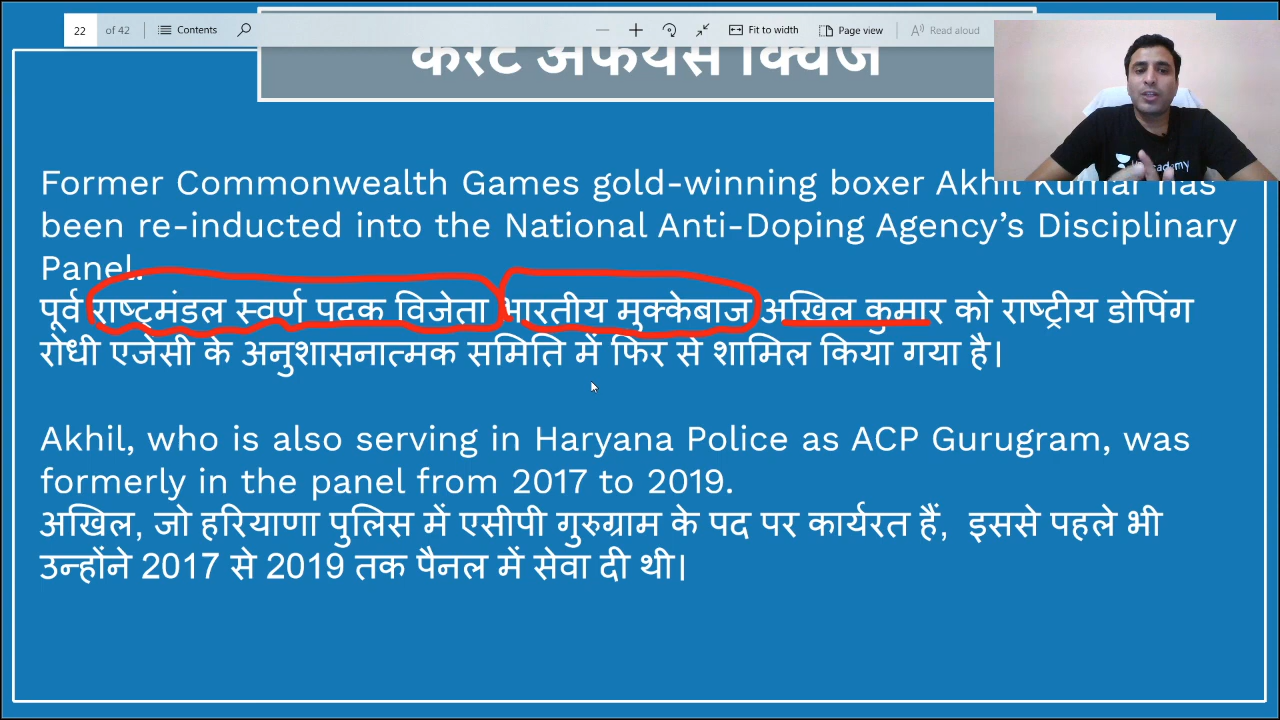 22 of 42 Contents Fit to width Page view Read aloud
करेंट अफेयर्स क्विज
Former Commonwealth Games gold-winning boxer Akhil Kumar has
been re-inducted into the National Anti-Doping Agency's Disciplinary
Panel.
पूर्व राष्ट्रमंडल स्वर्ण पदक विजेता भारतीय मुक्केबाज अखिल कुमार को राष्ट्रीय डोपिंग
रोधी एजेंसी के अनुशासनात्मक समिति में फिर से शामिल किया गया है।
Akhil, who is also serving in Haryana Police as ACP Gurugram, was
formerly in the panel from 2017 to 2019.
अखिल, जो हरियाणा पुलिस में एसीपी गुरुग्राम के पद पर कार्यरत हैं, इससे पहले भी
उन्होंने 2017 से 2019 तक पैनल में सेवा दी थी।